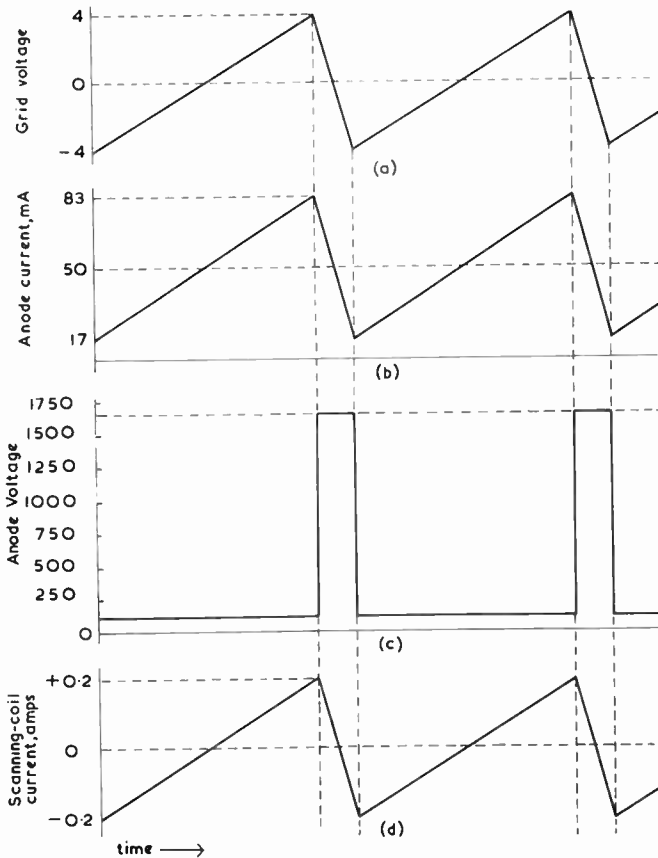 4
Grid voltage
0
-4
(a)
83
Anode current,mA
50
17
(b)
1750
1500
Anode Voltage
1250
1000
750
500
250
0
(c)
+0·2
Scanning-coil
current,amps
0
-0·2
(d)
time